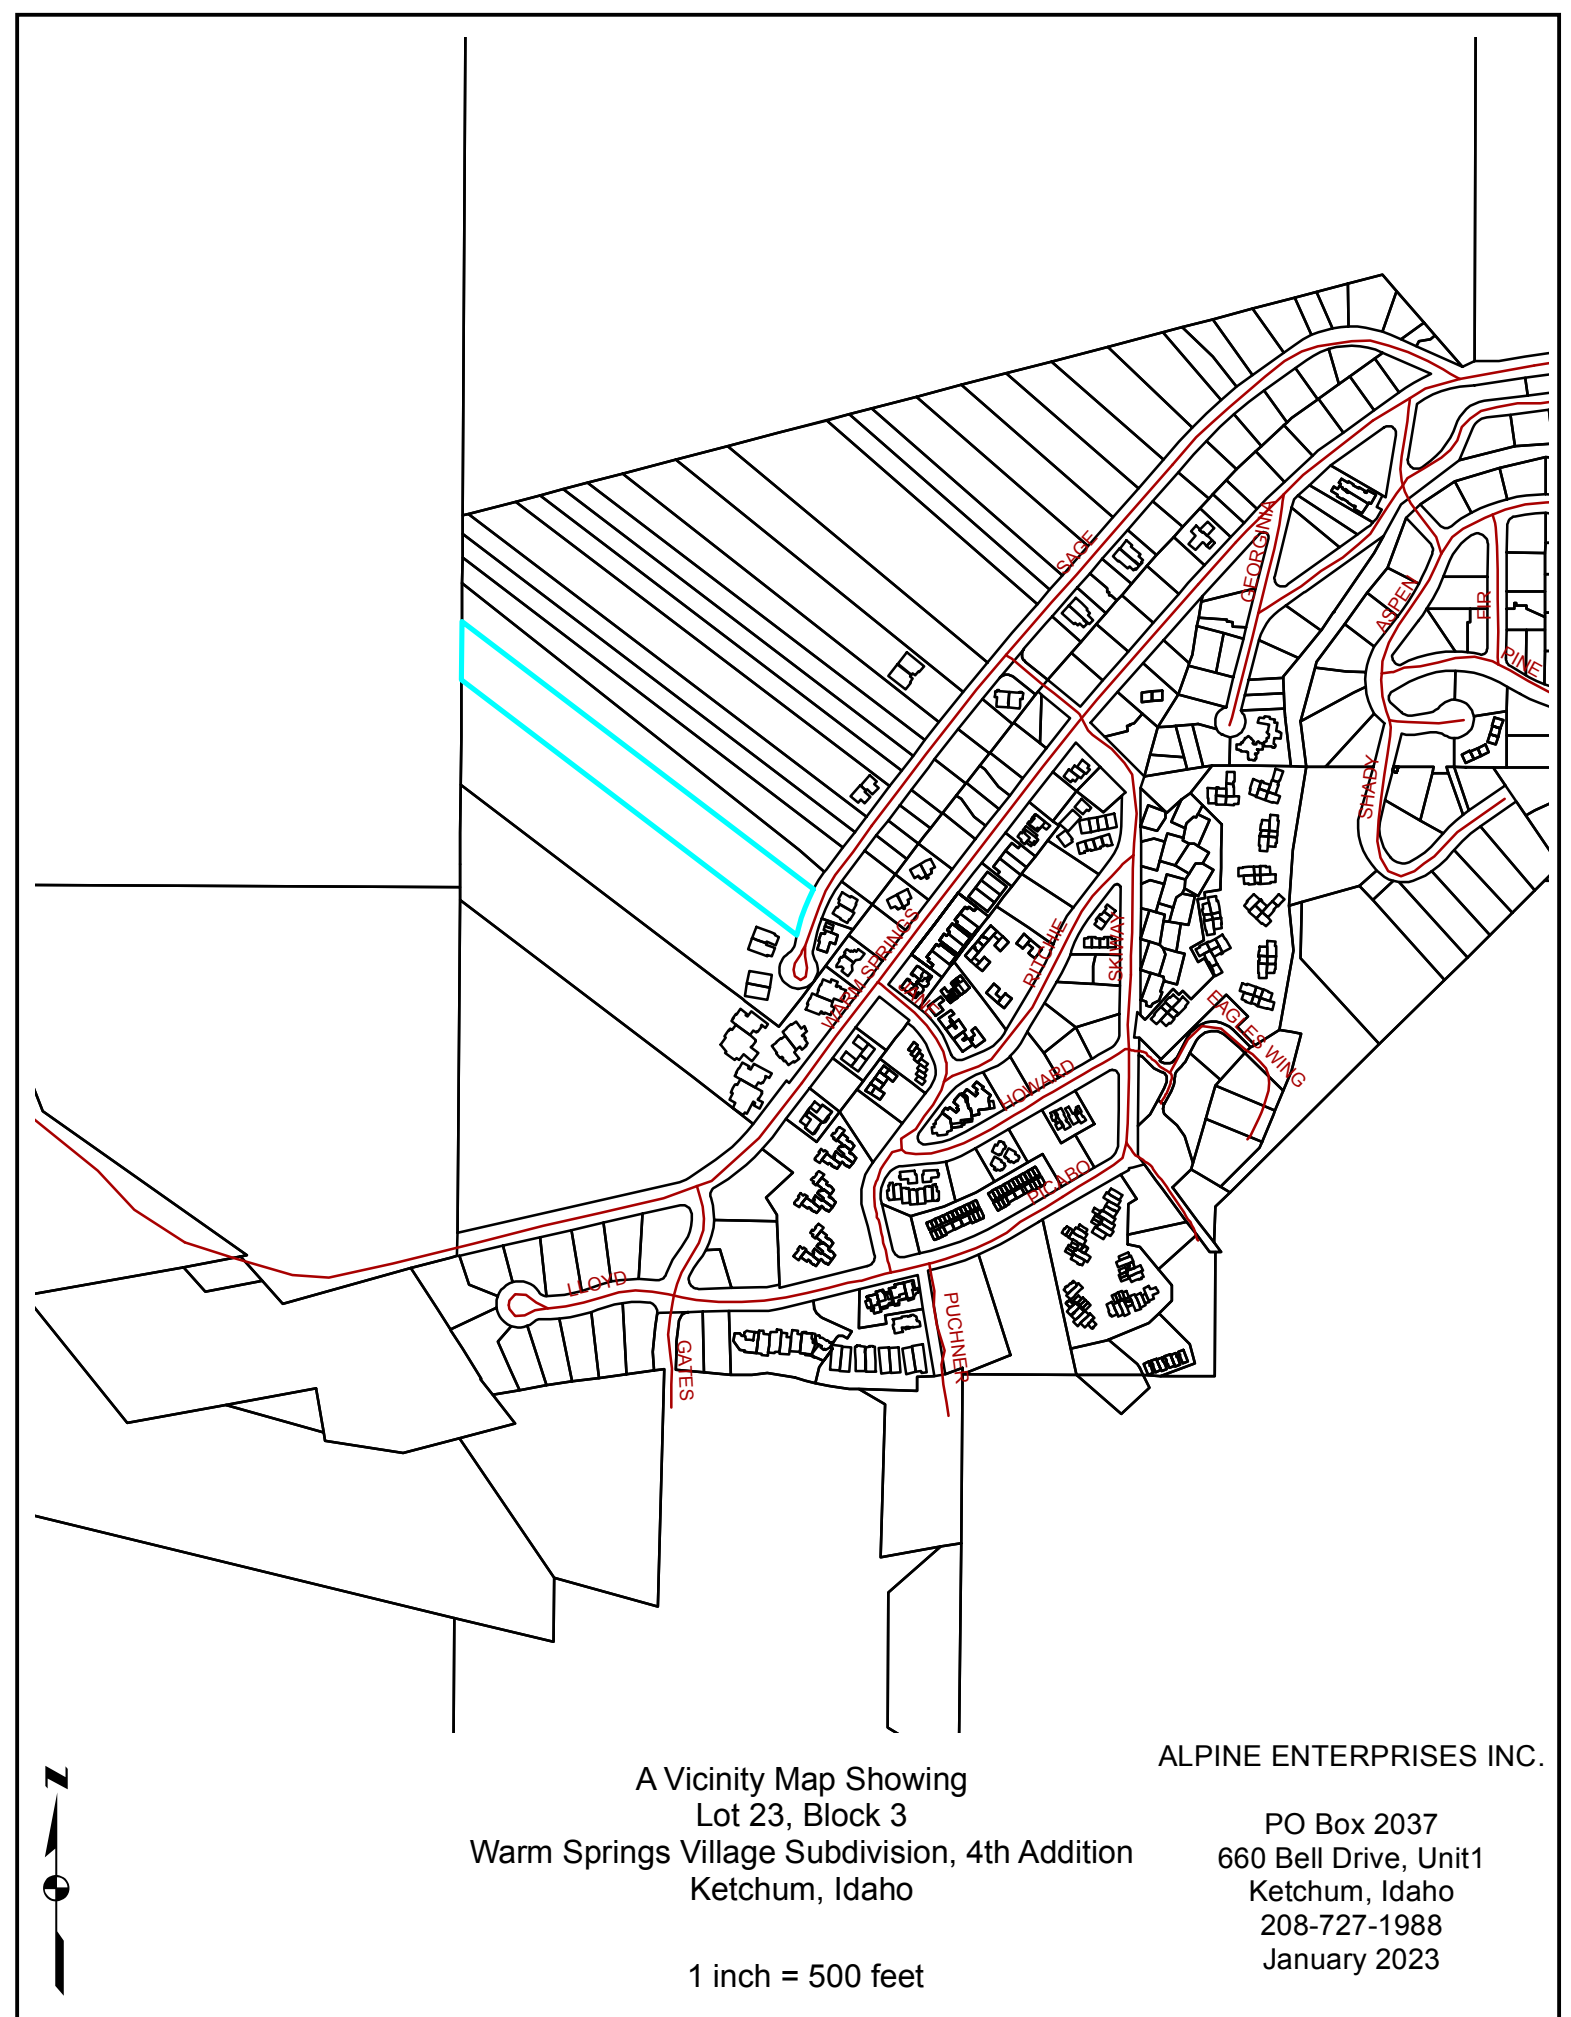 SAGE
GEORGINIA
ASPEN
FIR
PINE
SHADY
WARM SPRINGS
JANE
RITCHIE
SKIWAY
EAGLES WING
HOWARD
PICABO
LLOYD
GATES
PUCHNER
N
A Vicinity Map Showing
Lot 23, Block 3
Warm Springs Village Subdivision, 4th Addition
Ketchum, Idaho
1 inch = 500 feet
ALPINE ENTERPRISES INC.
PO Box 2037
660 Bell Drive, Unit1
Ketchum, Idaho
208-727-1988
January 2023